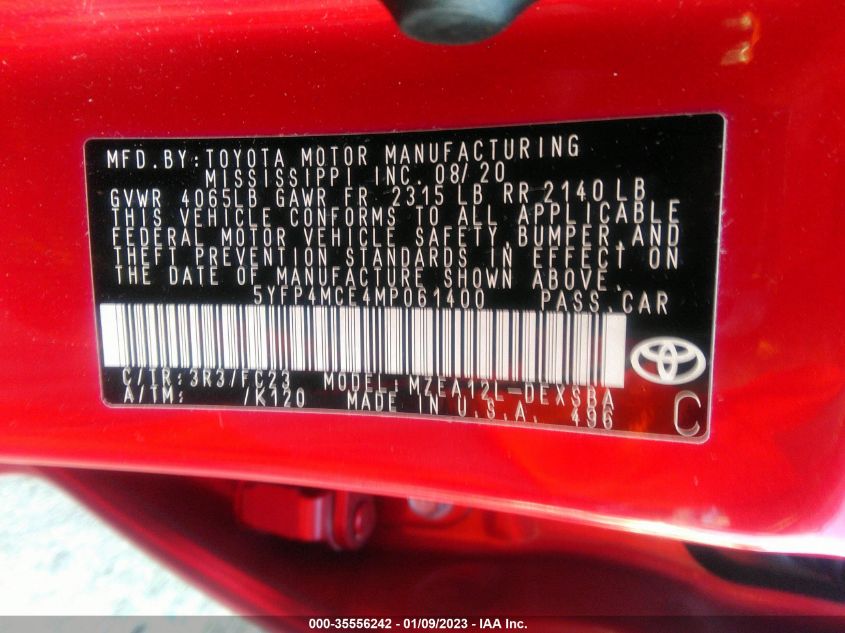 MFD.BY:TOYOTA MOTOR MANUFACTURING
MISSISSIPPI INC. 08/20
GVWR 4065LB GAWR FR 2315 LB RR 2140 LB
THIS VEHICLE CONFORMS TO ALL APPLICABLE
FEDERAL MOTOR VEHICLE SAFETY,BUMPER,AND
THEFT PREVENTION STANDARDS IN EFFECT ON
THE DATE OF MANUFACTURE SHOWN ABOVE.
5YFP4MCE4MP061400 PASS.CAR
C/TR:3R3/FC23 MODEL:MZEA12L-DEXSBA
A/TM: /K120 MADE IN U.S.A. 496
C
000-35556242 - 01/09/2023 - IAA Inc.